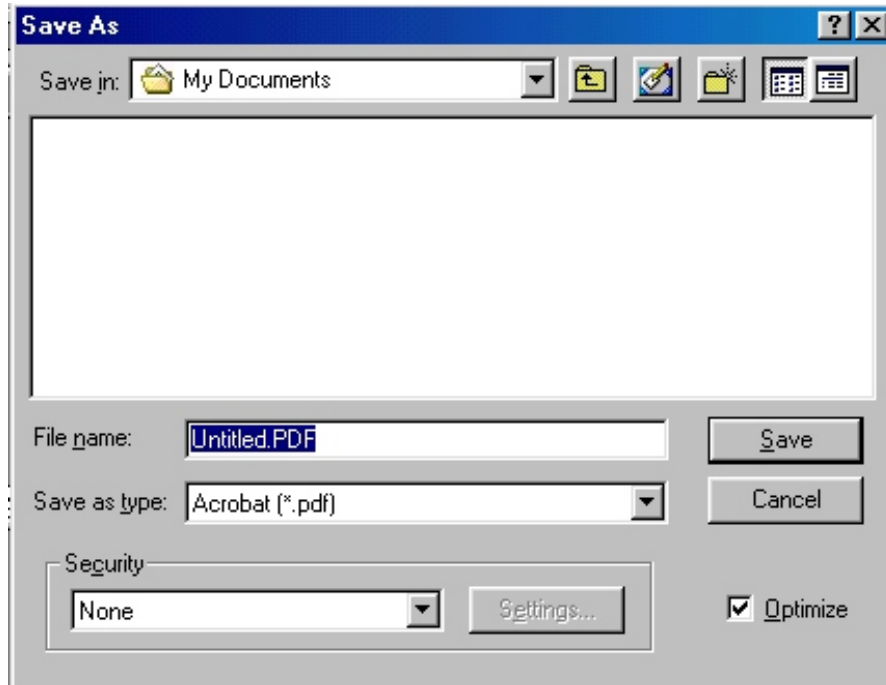 Save As
Save in: My Documents
File name: Untitled.PDF
Save
Save as type: Acrobat (*.pdf)
Cancel
Security
None
Settings...
Optimize